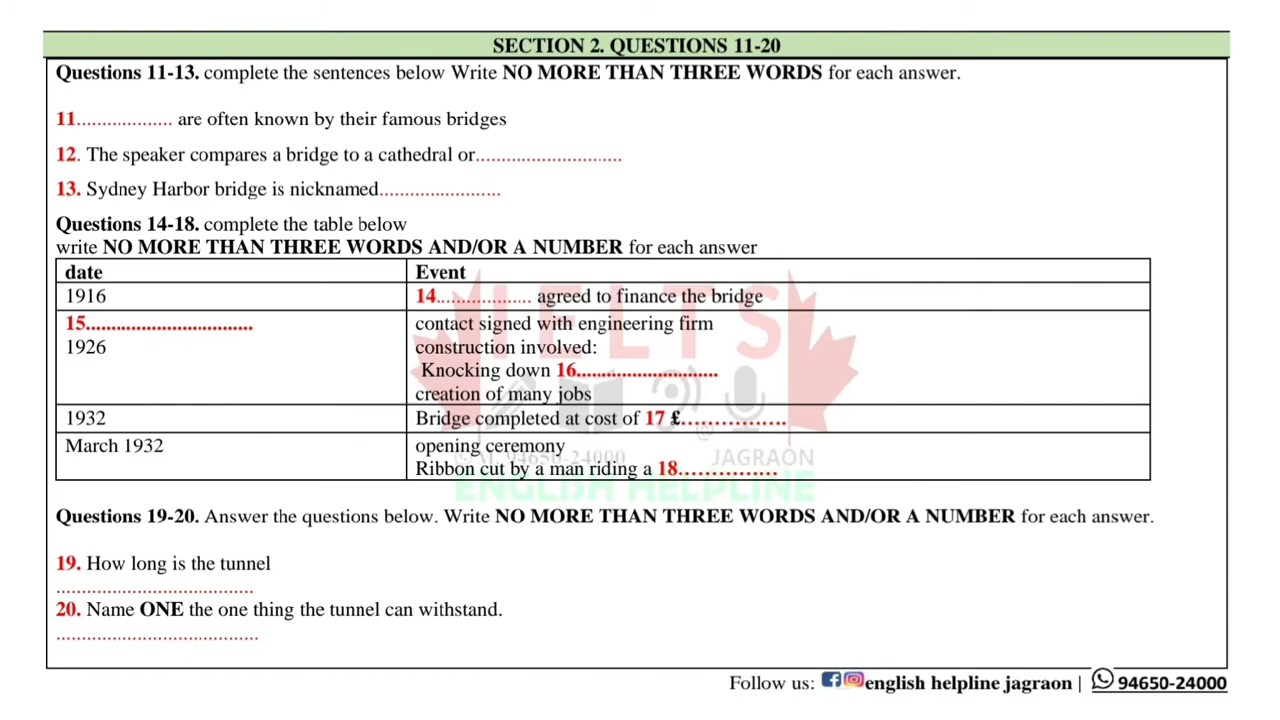 SECTION 2. QUESTIONS 11-20
Questions 11-13. complete the sentences below Write NO MORE THAN THREE WORDS for each answer.
11................... are often known by their famous bridges
12. The speaker compares a bridge to a cathedral or.............................
13. Sydney Harbor bridge is nicknamed........................
Questions 14-18. complete the table below
write NO MORE THAN THREE WORDS AND/OR A NUMBER for each answer
date Event
1916 14................... agreed to finance the bridge
15................................. contact signed with engineering firm
1926 construction involved:
Knocking down 16............................
creation of many jobs
1932 Bridge completed at cost of 17 £................
March 1932 opening ceremony
Ribbon cut by a man riding a 18...............
IELTS
JAGRAON
94650-24000
ENGLISH HELPLINE
Questions 19-20. Answer the questions below. Write NO MORE THAN THREE WORDS AND/OR A NUMBER for each answer.
19. How long is the tunnel
.......................................
20. Name ONE the one thing the tunnel can withstand.
........................................
Follow us: english helpline jagraon | 94650-24000